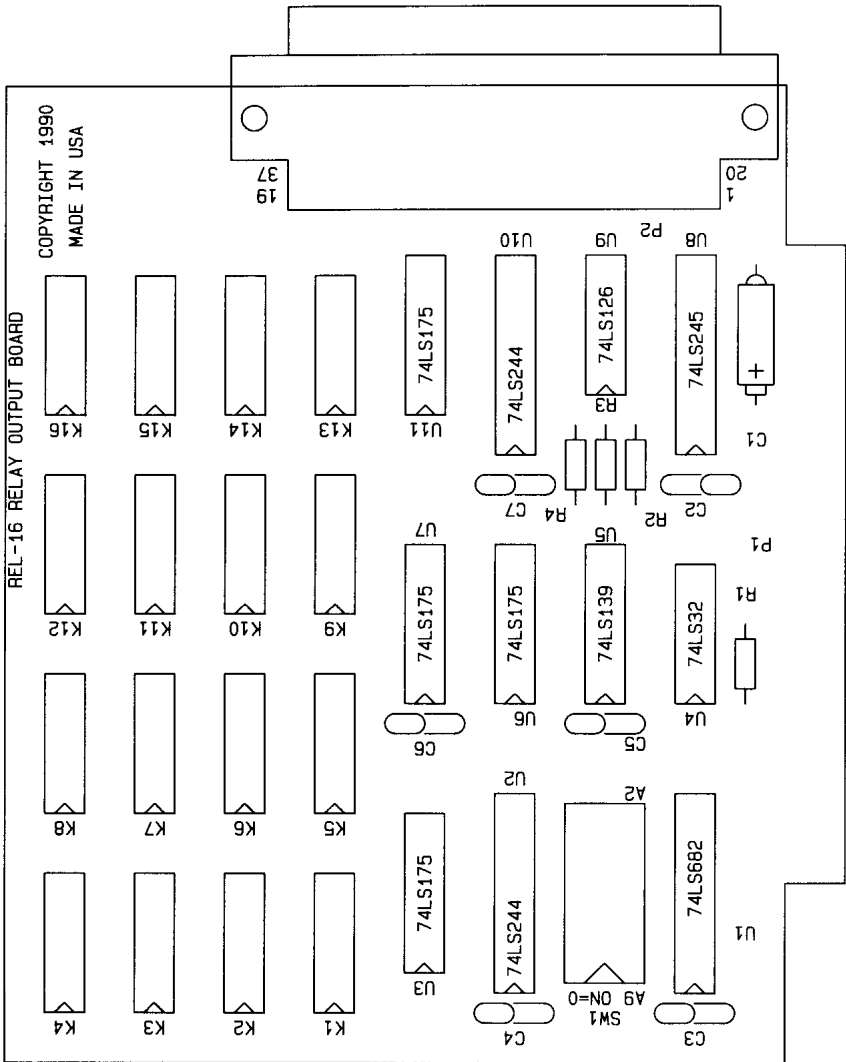 COPYRIGHT 1990
MADE IN USA
REL-16 RELAY OUTPUT BOARD
37
19
20
1
P2
U10
U9
U8
K16
K15
K14
K13
74LS175
U11
74LS244
74LS126
R3
74LS245
C1
+
C7
R4
R2
C2
P1
K12
K11
K10
K9
U7
74LS175
74LS175
U6
U5
74LS139
74LS32
U4
R1
C6
C5
K8
K7
K6
K5
U2
A2
74LS175
U3
74LS244
74LS682
U1
K4
K3
K2
K1
C4
A9 ON=0
SW1
C3